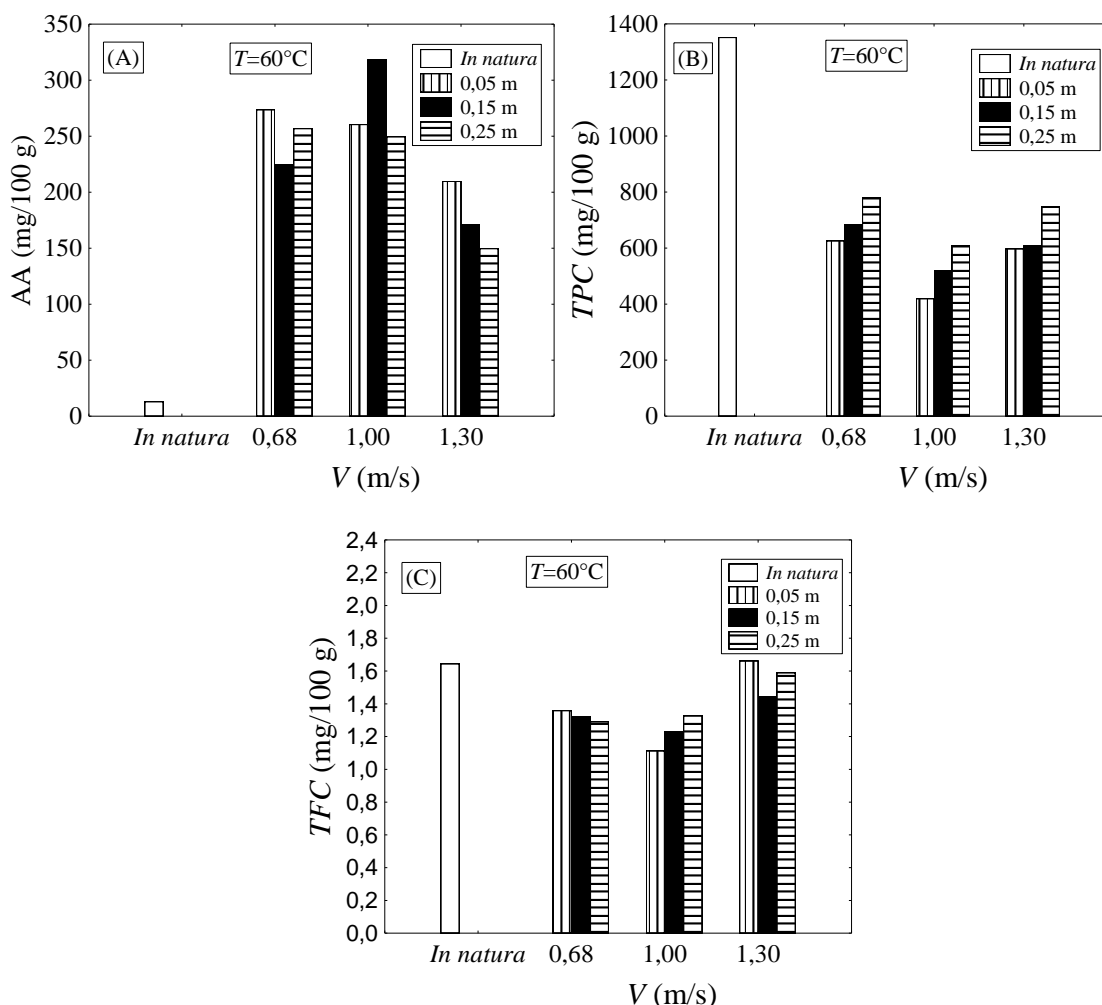 350
300
250
200
150
100
50
0
AA (mg/100 g)
(A)
T=60°C
In natura
0,05 m
0,15 m
0,25 m
In natura 0,68 1,00 1,30
V (m/s)
1400
1200
1000
800
600
400
200
0
TPC (mg/100 g)
(B)
T=60°C
In natura
0,05 m
0,15 m
0,25 m
In natura 0,68 1,00 1,30
V (m/s)
2,4
2,2
2,0
1,8
1,6
1,4
1,2
1,0
0,8
0,6
0,4
0,2
0,0
TFC (mg/100 g)
(C)
T=60°C
In natura
0,05 m
0,15 m
0,25 m
In natura 0,68 1,00 1,30
V (m/s)